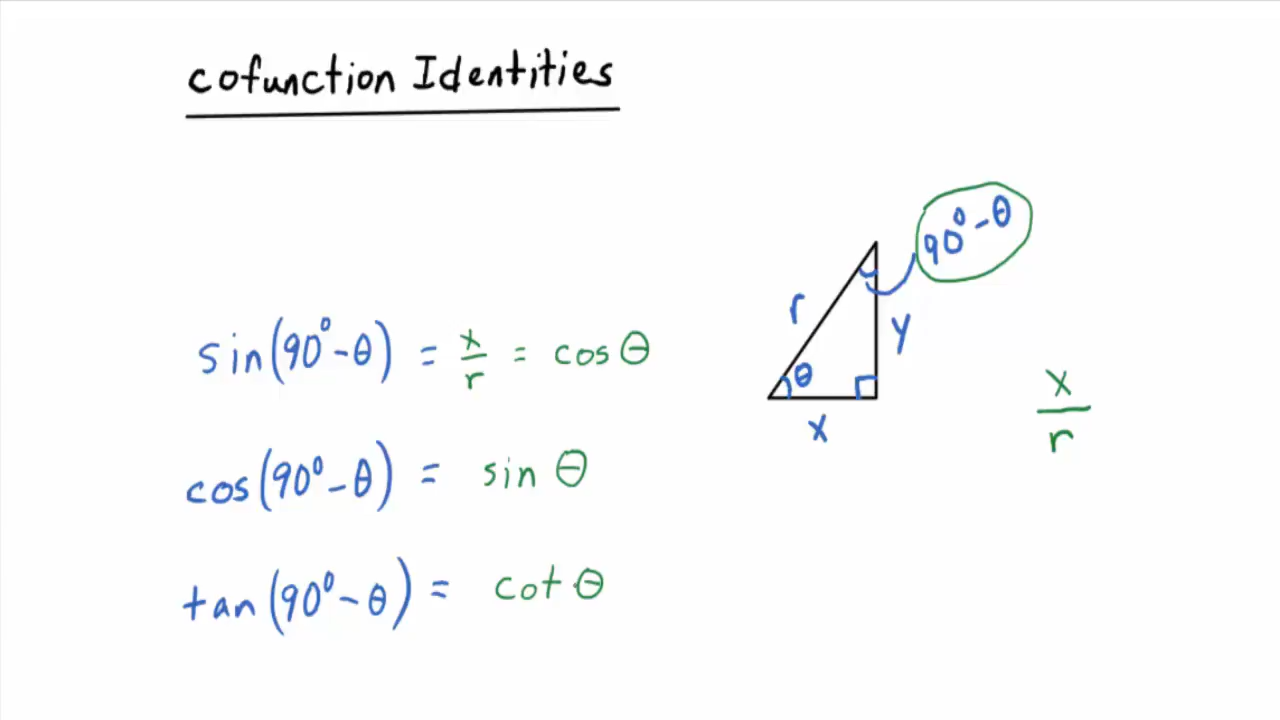 cofunction Identities
90° - θ
r
y
sin(90° - θ) = x/r = cos θ
θ
x
x/r
cos(90° - θ) = sin θ
tan(90° - θ) = cot θ